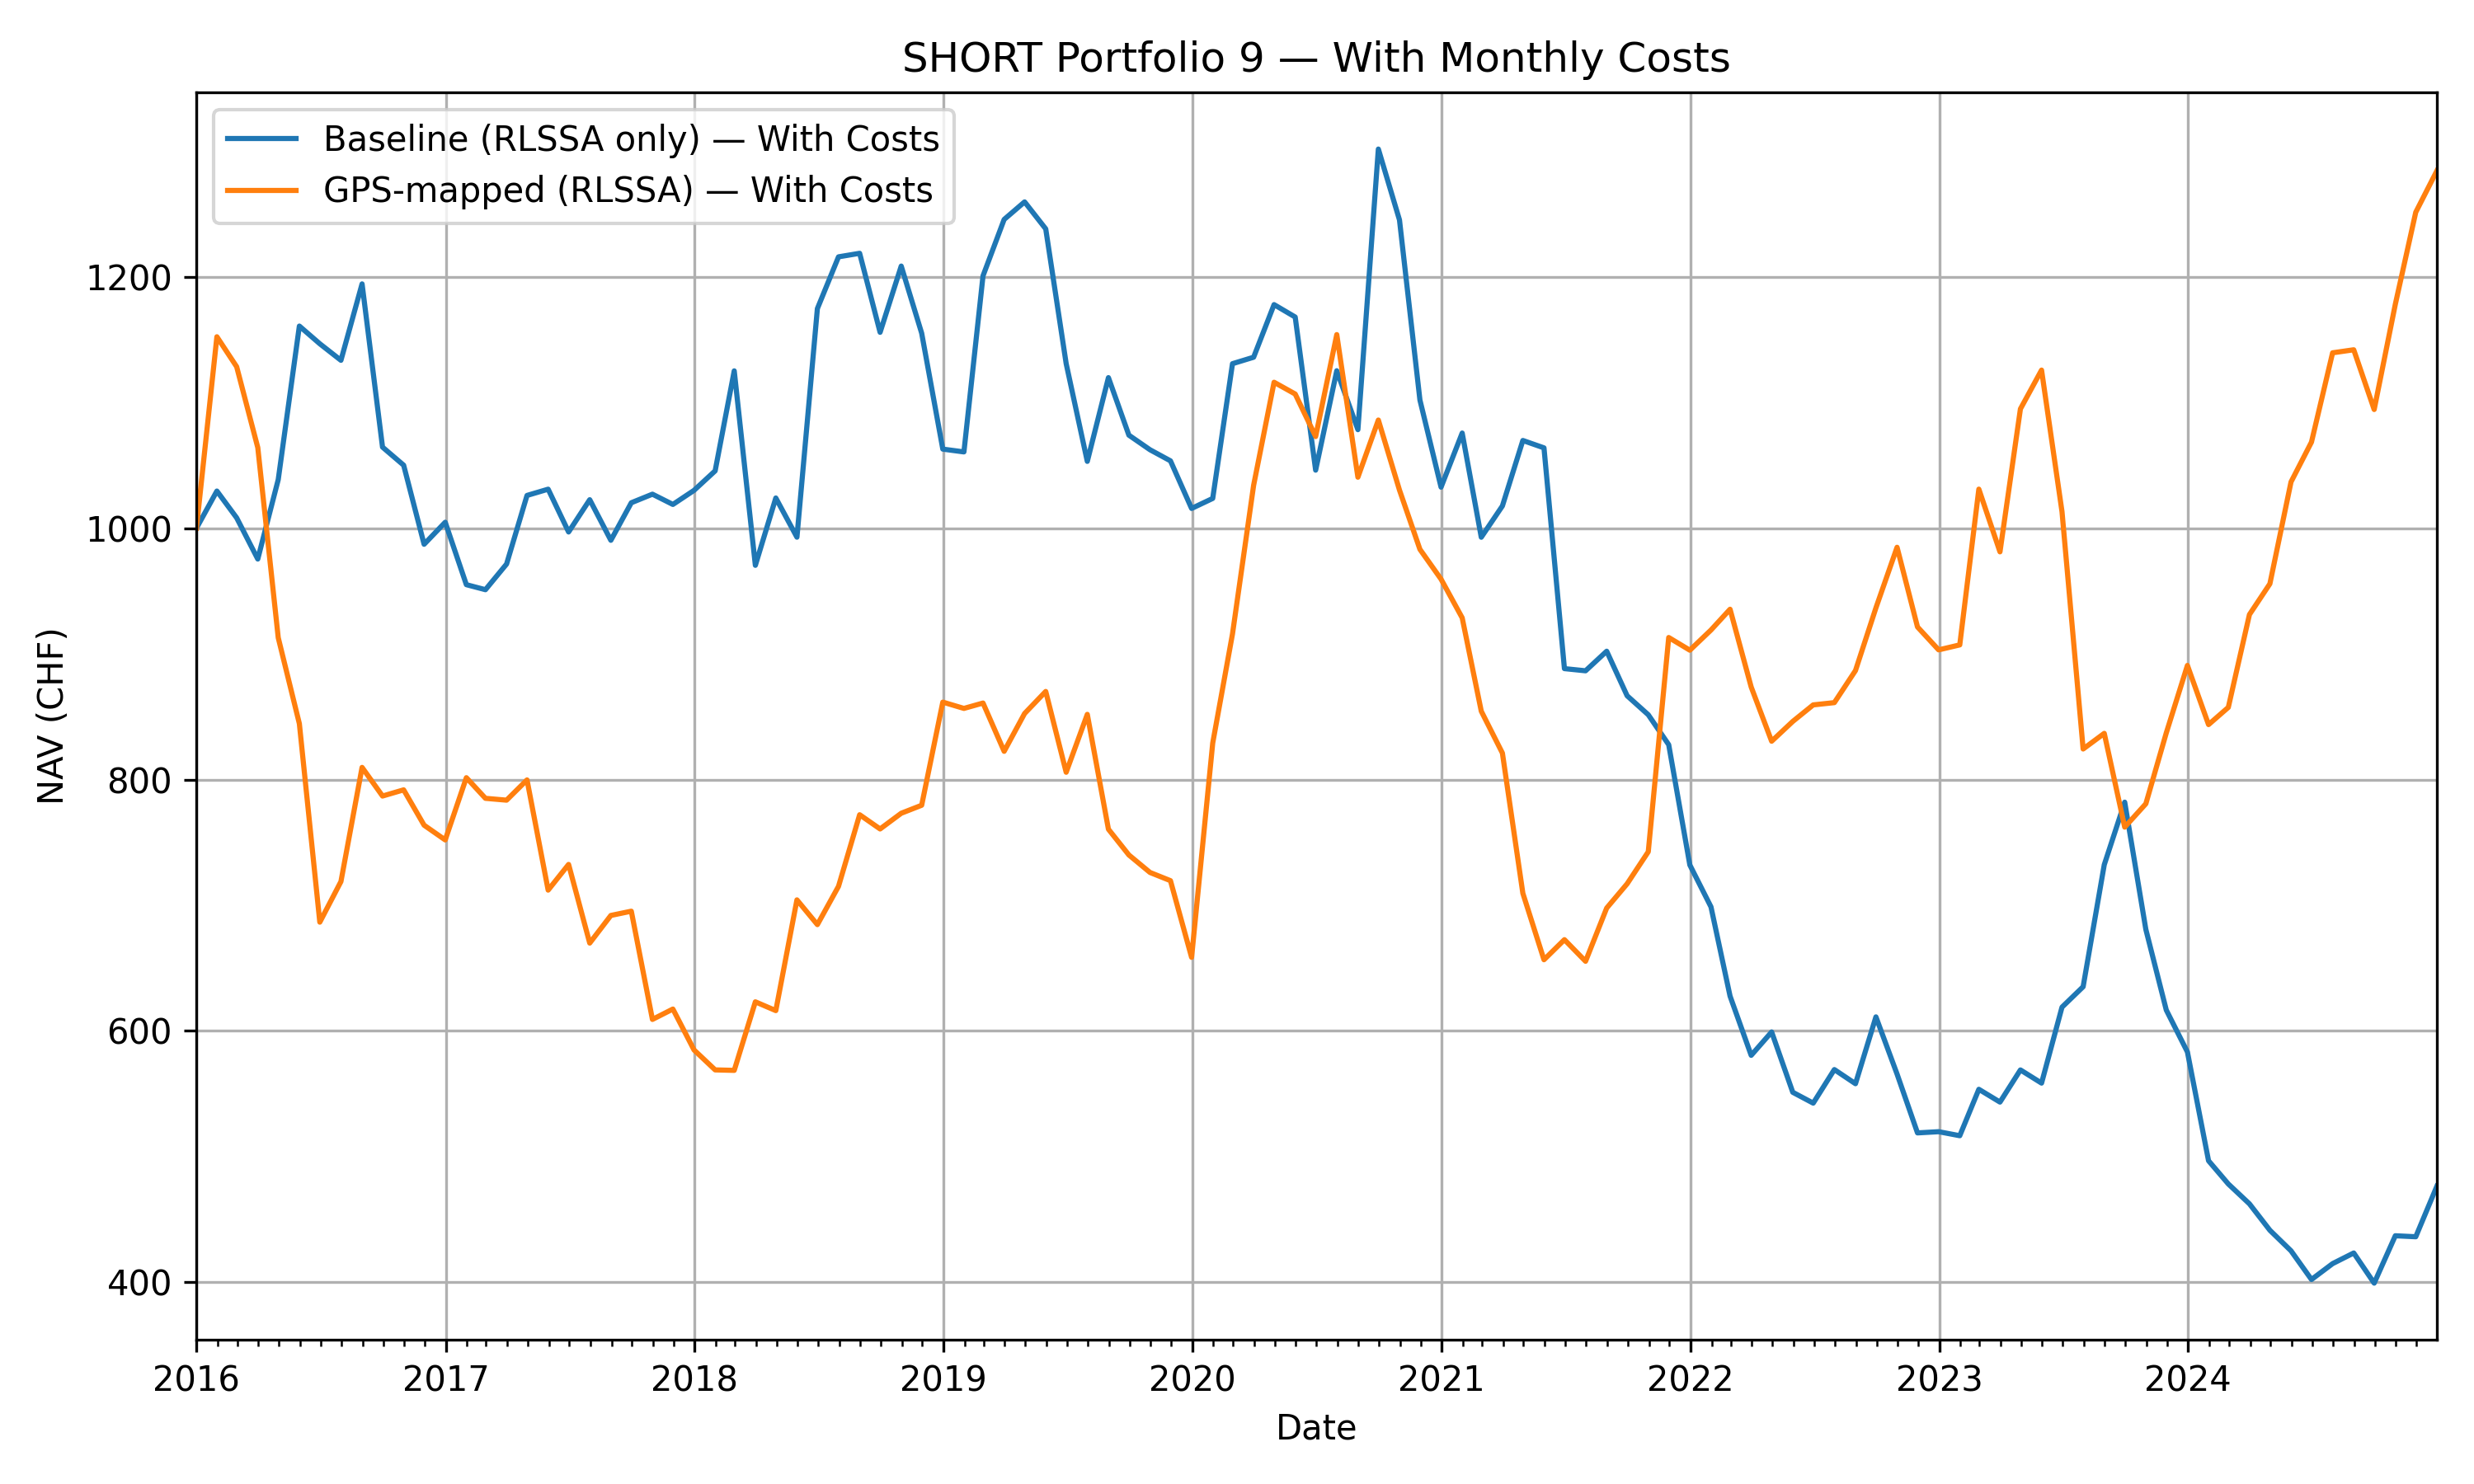 SHORT Portfolio 9 — With Monthly Costs
Baseline (RLSSA only) — With Costs
GPS-mapped (RLSSA) — With Costs
1200
1000
800
600
400
NAV (CHF)
2016 2017 2018 2019 2020 2021 2022 2023 2024
Date